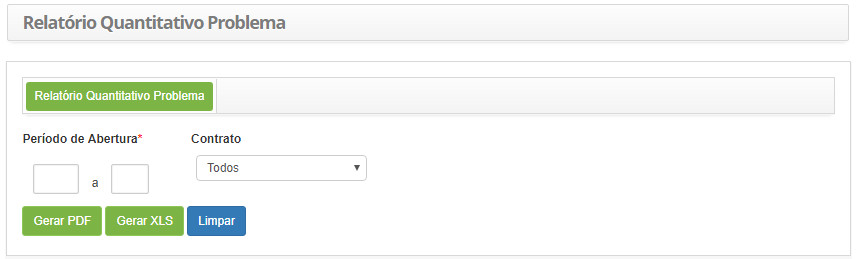 Relatório Quantitativo Problema
Relatório Quantitativo Problema
Período de Abertura* Contrato
a Todos
Gerar PDF Gerar XLS Limpar